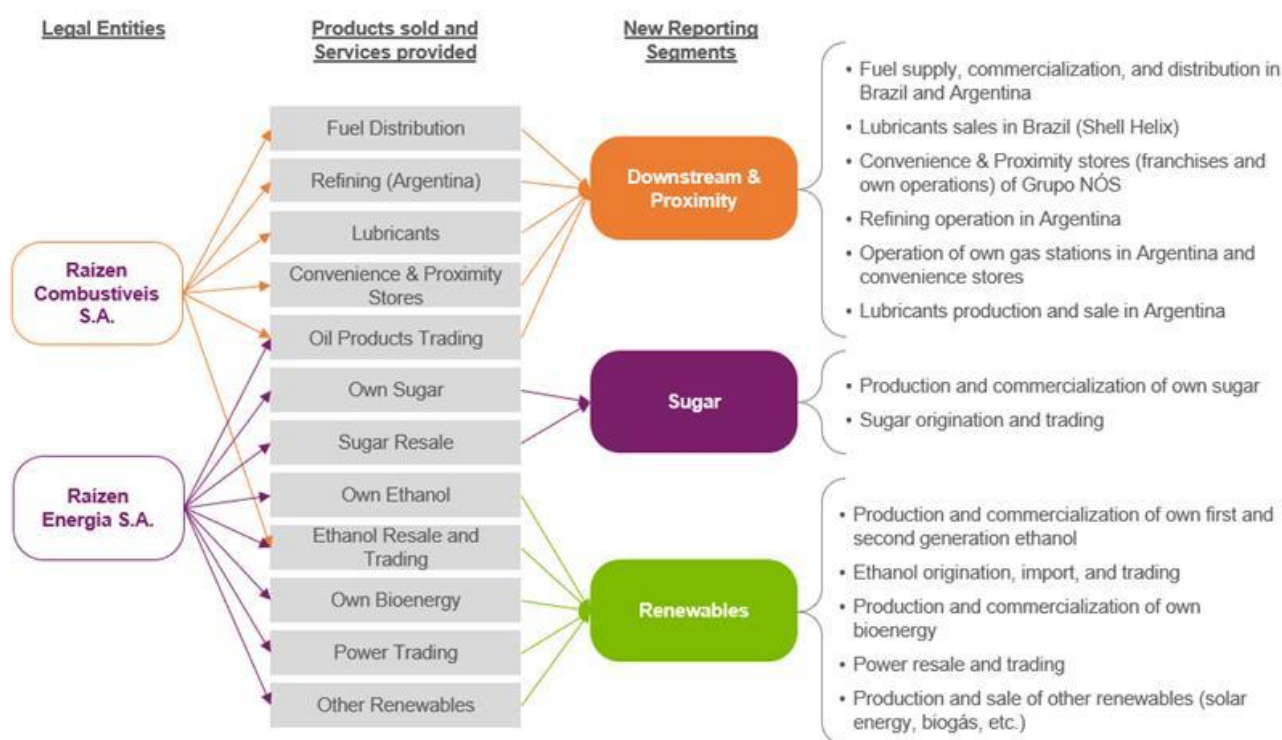 Legal Entities
Products sold and
Services provided
New Reporting
Segments
Raízen
Combustíveis
S.A.
Raízen
Energia S.A.
Fuel Distribution
Refining (Argentina)
Lubricants
Convenience & Proximity
Stores
Oil Products Trading
Own Sugar
Sugar Resale
Own Ethanol
Ethanol Resale and
Trading
Own Bioenergy
Power Trading
Other Renewables
Downstream &
Proximity
Sugar
Renewables
• Fuel supply, commercialization, and distribution in
Brazil and Argentina
• Lubricants sales in Brazil (Shell Helix)
• Convenience & Proximity stores (franchises and
own operations) of Grupo NÓS
• Refining operation in Argentina
• Operation of own gas stations in Argentina and
convenience stores
• Lubricants production and sale in Argentina
• Production and commercialization of own sugar
• Sugar origination and trading
• Production and commercialization of own first and
second generation ethanol
• Ethanol origination, import, and trading
• Production and commercialization of own
bioenergy
• Power resale and trading
• Production and sale of other renewables (solar
energy, biogás, etc.)